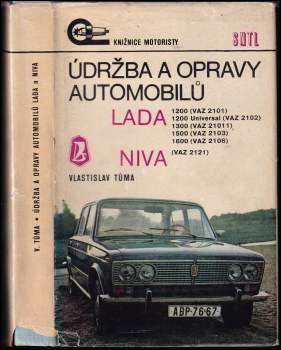 KNIŽNICE MOTORISTY
SNTL
ÚDRŽBA A OPRAVY
AUTOMOBILŮ
LADA
1200 (VAZ 2101)
1200 Universal (VAZ 2102)
1300 (VAZ 21011)
1500 (VAZ 2103)
1600 (VAZ 2106)
NIVA
(VAZ 2121)
VLASTISLAV TŮMA
ABP·76-67
V. TŮMA • ÚDRŽBA A OPRAVY AUTOMOBILŮ LADA a NIVA